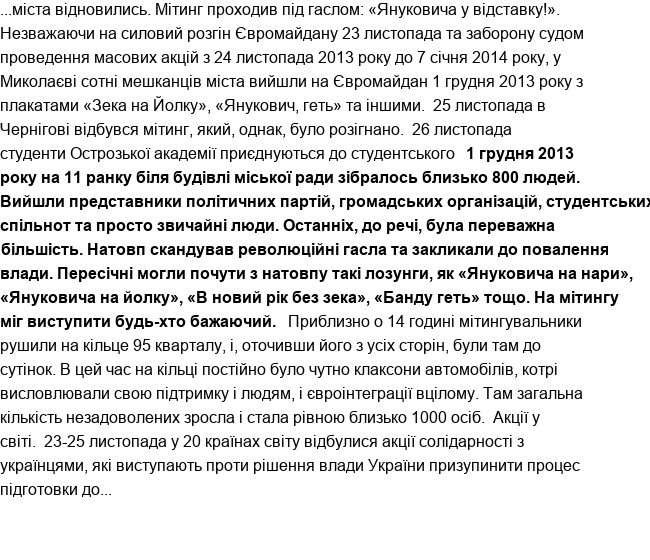 ...міста відновились. Мітинг проходив під гаслом: «Януковича у відставку!».
Незважаючи на силовий розгін Євромайдану 23 листопада та заборону судом
проведення масових акцій з 24 листопада 2013 року до 7 січня 2014 року, у
Миколаєві сотні мешканців міста вийшли на Євромайдан 1 грудня 2013 року з
плакатами «Зека на Йолку», «Янукович, геть» та іншими.  25 листопада в
Чернігові відбувся мітинг, який, однак, було розігнано.  26 листопада
студенти Острозької академії приєднуються до студентського  1 грудня 2013
року на 11 ранку біля будівлі міської ради зібралось близько 800 людей.
Вийшли представники політичних партій, громадських організацій, студентських
спільнот та просто звичайні люди. Останніх, до речі, була переважна
більшість. Натовп скандував революційні гасла та закликали до повалення
влади. Пересічні могли почути з натовпу такі лозунги, як «Януковича на нари»,
«Януковича на йолку», «В новий рік без зека», «Банду геть» тощо. На мітингу
міг виступити будь-хто бажаючий.  Приблизно о 14 годині мітингувальники
рушили на кільце 95 кварталу, і, оточивши його з усіх сторін, були там до
сутінок. В цей час на кільці постійно було чутно клаксони автомобілів, котрі
висловлювали свою підтримку і людям, і євроінтеграції вцілому. Там загальна
кількість незадоволених зросла і стала рівною близько 1000 осіб.  Акції у
світі.  23-25 листопада у 20 країнах світу відбулися акції солідарності з
українцями, які виступають проти рішення влади України призупинити процес
підготовки до...